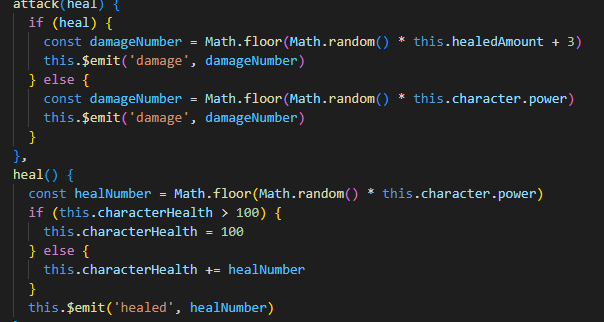 attack(heal) {
if (heal) {
const damageNumber = Math.floor(Math.random() * this.healedAmount + 3)
this.$emit('damage', damageNumber)
} else {
const damageNumber = Math.floor(Math.random() * this.character.power)
this.$emit('damage', damageNumber)
}
},
heal() {
const healNumber = Math.floor(Math.random() * this.character.power)
if (this.characterHealth > 100) {
this.characterHealth = 100
} else {
this.characterHealth += healNumber
}
this.$emit('healed', healNumber)